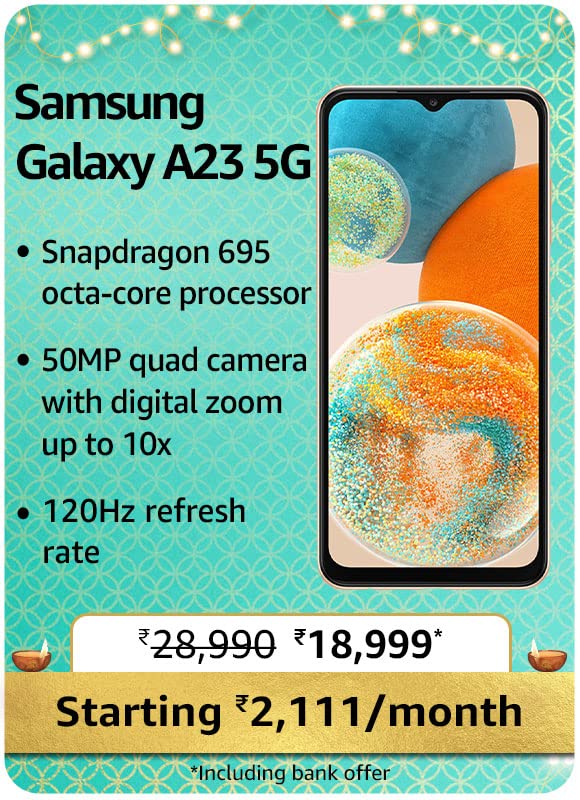 Samsung
Galaxy A23 5G
• Snapdragon 695
octa-core processor
• 50MP quad camera
with digital zoom
up to 10x
• 120Hz refresh
rate
₹28,990 ₹18,999*
Starting ₹2,111/month
*Including bank offer